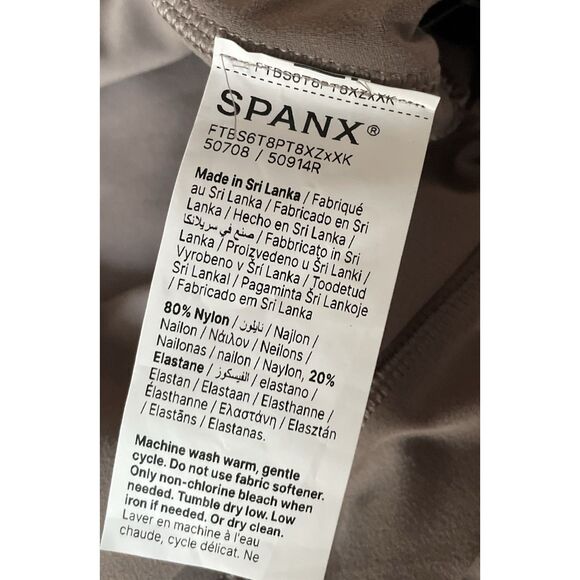 FTBS0T8PT8XZxXK
SPANX®
FTBS6T8PT8XZxXK
50708 / 50914R
Made in Sri Lanka / Fabriqué
au Sri Lanka / Fabricado en Sri
Lanka / Hecho en Sri Lanka /
صنع في سريلانكا / Fabbricato in Sri
Lanka / Proizvedeno u Šri Lanki /
Vyrobeno v Šrí Lanka / Toodetud
Sri Lankal / Pagaminta Šri Lankoje
/ Fabricado em Sri Lanka
80% Nylon / نايلون / Najlon /
Nailon / Νάιλον / Neilons /
Nailonas / nailon / Naylon, 20%
Elastane / الفيسكوز / elastano /
Elastan / Elastaan / Elasthanne /
Élasthanne / Ελαστάνη / Elasztán
/ Elastāns / Elastanas.
Machine wash warm, gentle
cycle. Do not use fabric softener.
Only non-chlorine bleach when
needed. Tumble dry low. Low
iron if needed. Or dry clean.
Laver en machine à l'eau
chaude, cycle délicat. Ne